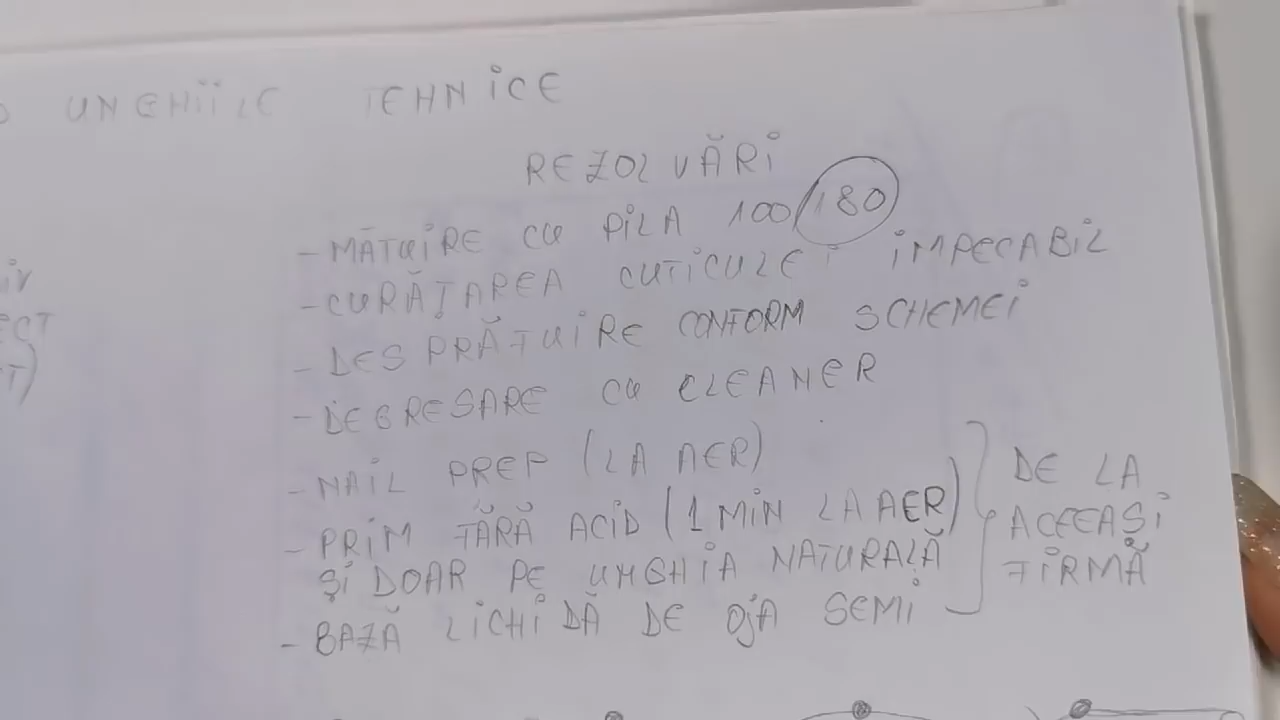 UNGHIILE TEHNICE
REZOLVĂRI
- MĂTUIRE CU PILA 100/180
- CURĂȚAREA CUTICULEI IMPECABIL
- DESPRĂFUIRE CONFORM SCHEMEI
- DEGRESARE CU CLEANER
- NAIL PREP (LA AER)
- PRIM FĂRĂ ACID (1 MIN LA AER)
ȘI DOAR PE UNGHIA NATURALĂ
- BAZĂ LICHIDĂ DE OJA SEMI
DE LA
ACEEAȘI
FIRMĂ